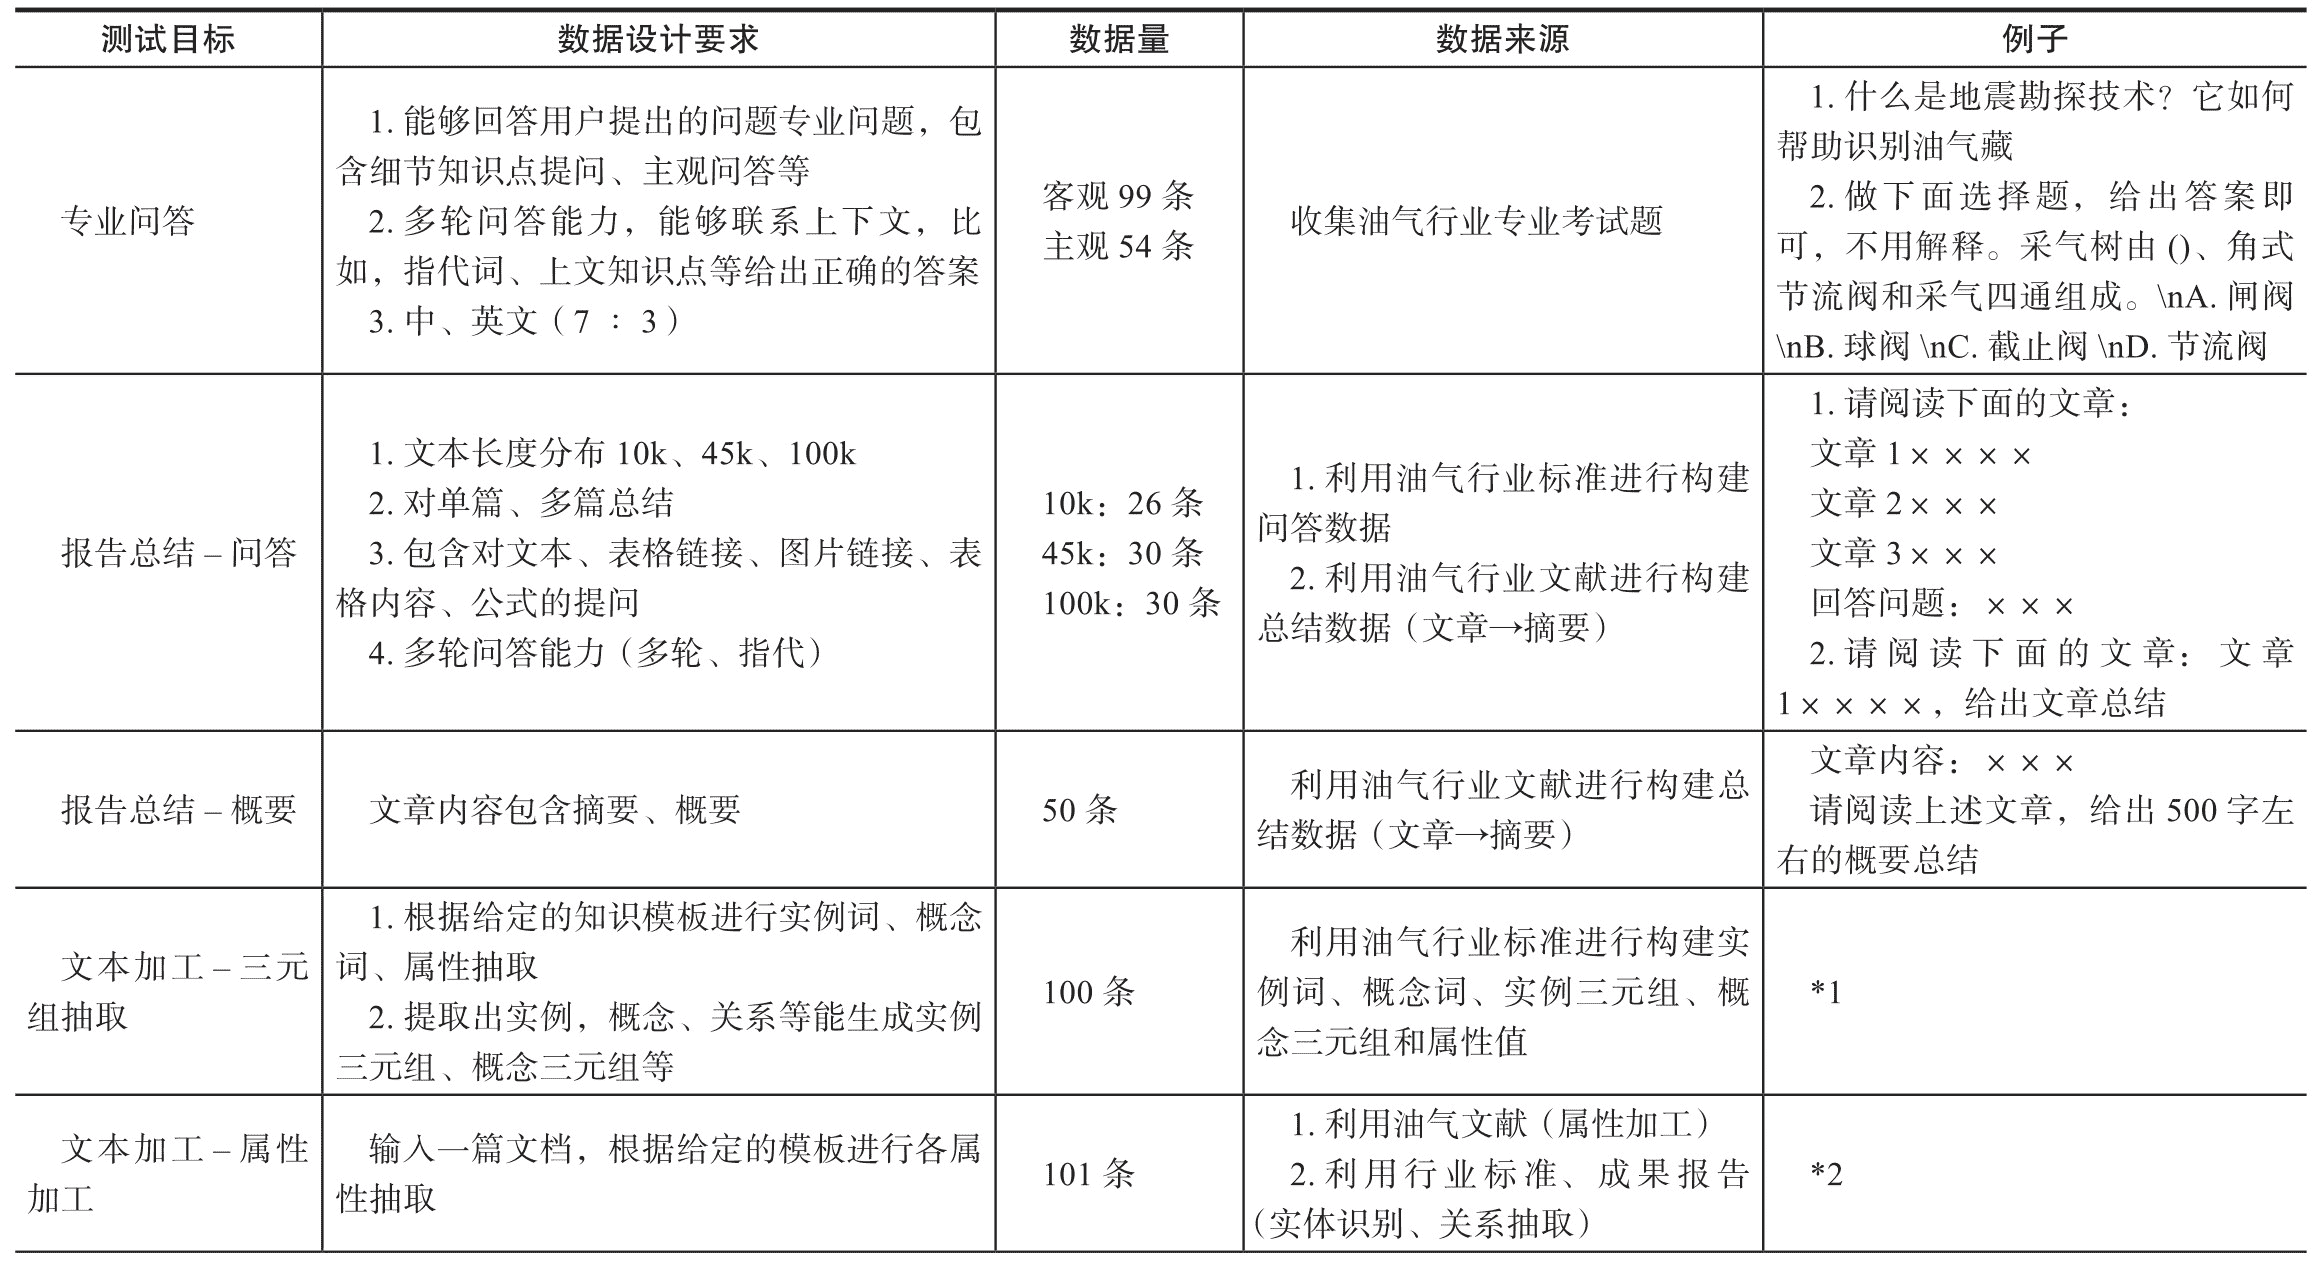 测试目标 数据设计要求 数据量 数据来源 例子
专业问答
1. 能够回答用户提出的问题专业问题，包
含细节知识点提问、主观问答等
2. 多轮问答能力，能够联系上下文，比
如，指代词、上文知识点等给出正确的答案
3. 中、英文（7 ：3）
客观 99 条
主观 54 条
收集油气行业专业考试题
1. 什么是地震勘探技术？它如何
帮助识别油气藏
2. 做下面选择题，给出答案即
可，不用解释。采气树由 ()、角式
节流阀和采气四通组成。\nA. 闸阀
\nB. 球阀 \nC. 截止阀 \nD. 节流阀
报告总结 – 问答
1. 文本长度分布 10k、45k、100k
2. 对单篇、多篇总结
3. 包含对文本、表格链接、图片链接、表
格内容、公式的提问
4. 多轮问答能力（多轮、指代）
10k：26 条
45k：30 条
100k：30 条
1. 利用油气行业标准进行构建
问答数据
2. 利用油气行业文献进行构建
总结数据（文章→摘要）
1. 请阅读下面的文章：
文章 1× × × ×
文章 2× × ×
文章 3× × ×
回答问题：× × ×
2. 请阅读下面的文章：文章
1× × × ×，给出文章总结
报告总结 – 概要
文章内容包含摘要、概要
50 条
利用油气行业文献进行构建总
结数据（文章→摘要）
文章内容：× × ×
请阅读上述文章，给出 500 字左
右的概要总结
文本加工 – 三元
组抽取
1. 根据给定的知识模板进行实例词、概念
词、属性抽取
2. 提取出实例，概念、关系等能生成实例
三元组、概念三元组等
100 条
利用油气行业标准进行构建实
例词、概念词、实例三元组、概
念三元组和属性值
*1
文本加工 – 属性
加工
输入一篇文档，根据给定的模板进行各属
性抽取
101 条
1. 利用油气文献（属性加工）
2. 利用行业标准、成果报告
（实体识别、关系抽取）
*2